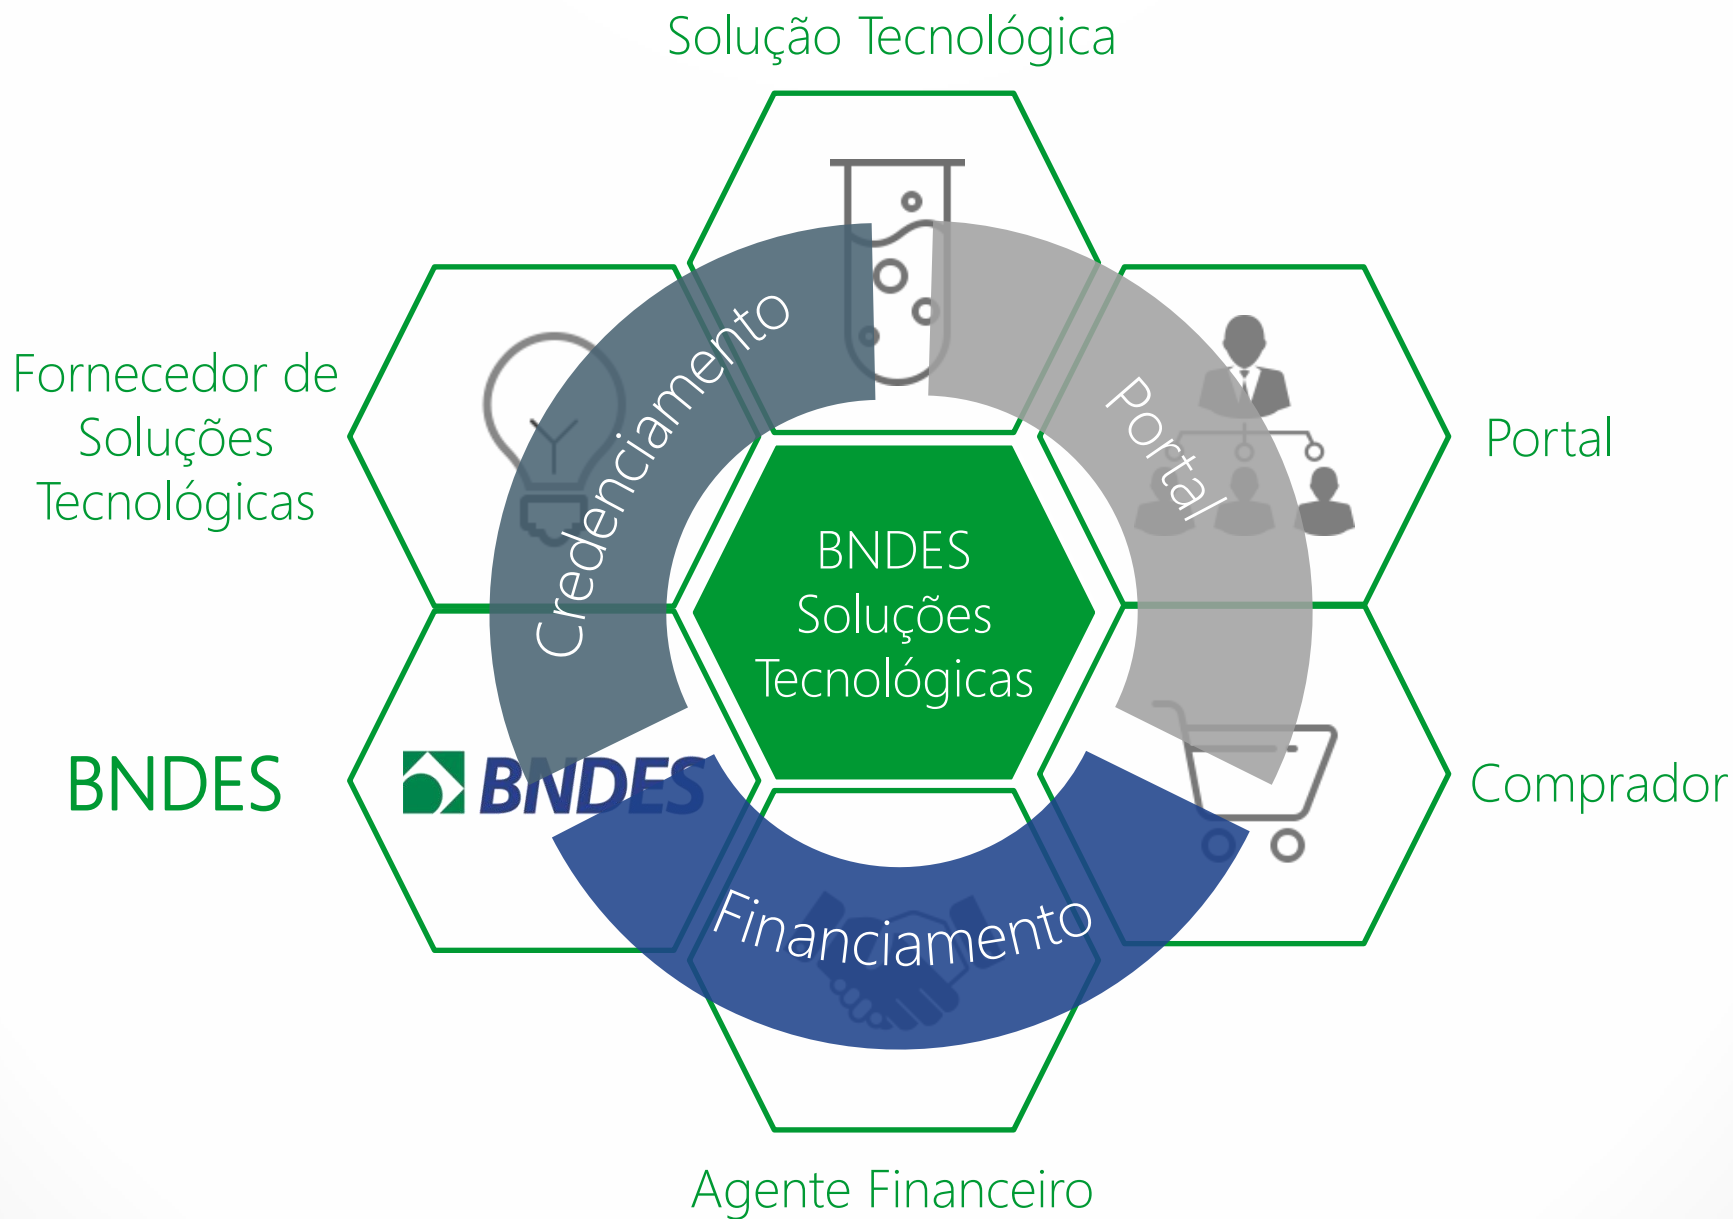 Solução Tecnológica
Fornecedor de
Soluções
Tecnológicas
Credenciamento
Portal
Portal
BNDES
Soluções
Tecnológicas
BNDES
BNDES
Comprador
Financiamento
Agente Financeiro